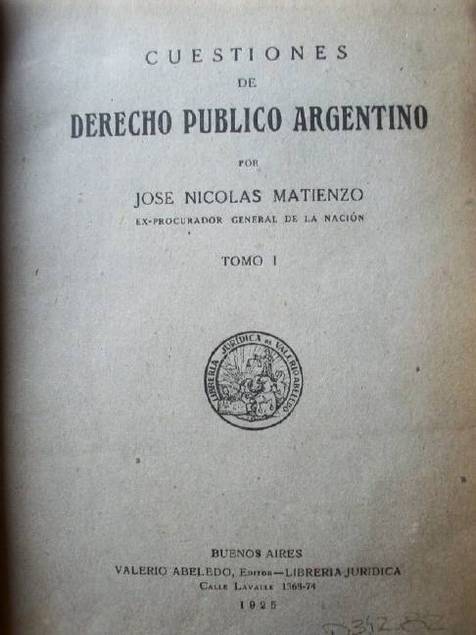 CUESTIONES
DE
DERECHO PUBLICO ARGENTINO
POR
JOSE NICOLAS MATIENZO
EX-PROCURADOR GENERAL DE LA NACIÓN
TOMO I
LIBRERIA JURÍDICA DE VALERIO ABELEDO
BUENOS AIRES
VALERIO ABELEDO, EDITOR—LIBRERIA JURIDICA
CALLE LAVALLE 1368-74
1925